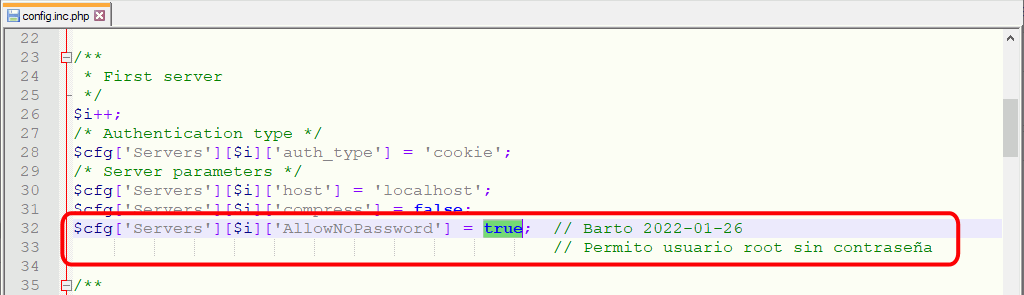 config.inc.php
22
23 /**
24 * First server
25 */
26 $i++;
27 /* Authentication type */
28 $cfg['Servers'][$i]['auth_type'] = 'cookie';
29 /* Server parameters */
30 $cfg['Servers'][$i]['host'] = 'localhost';
31 $cfg['Servers'][$i]['compress'] = false;
32 $cfg['Servers'][$i]['AllowNoPassword'] = true; // Barto 2022-01-26
33 // Permito usuario root sin contraseña
34
35 /**